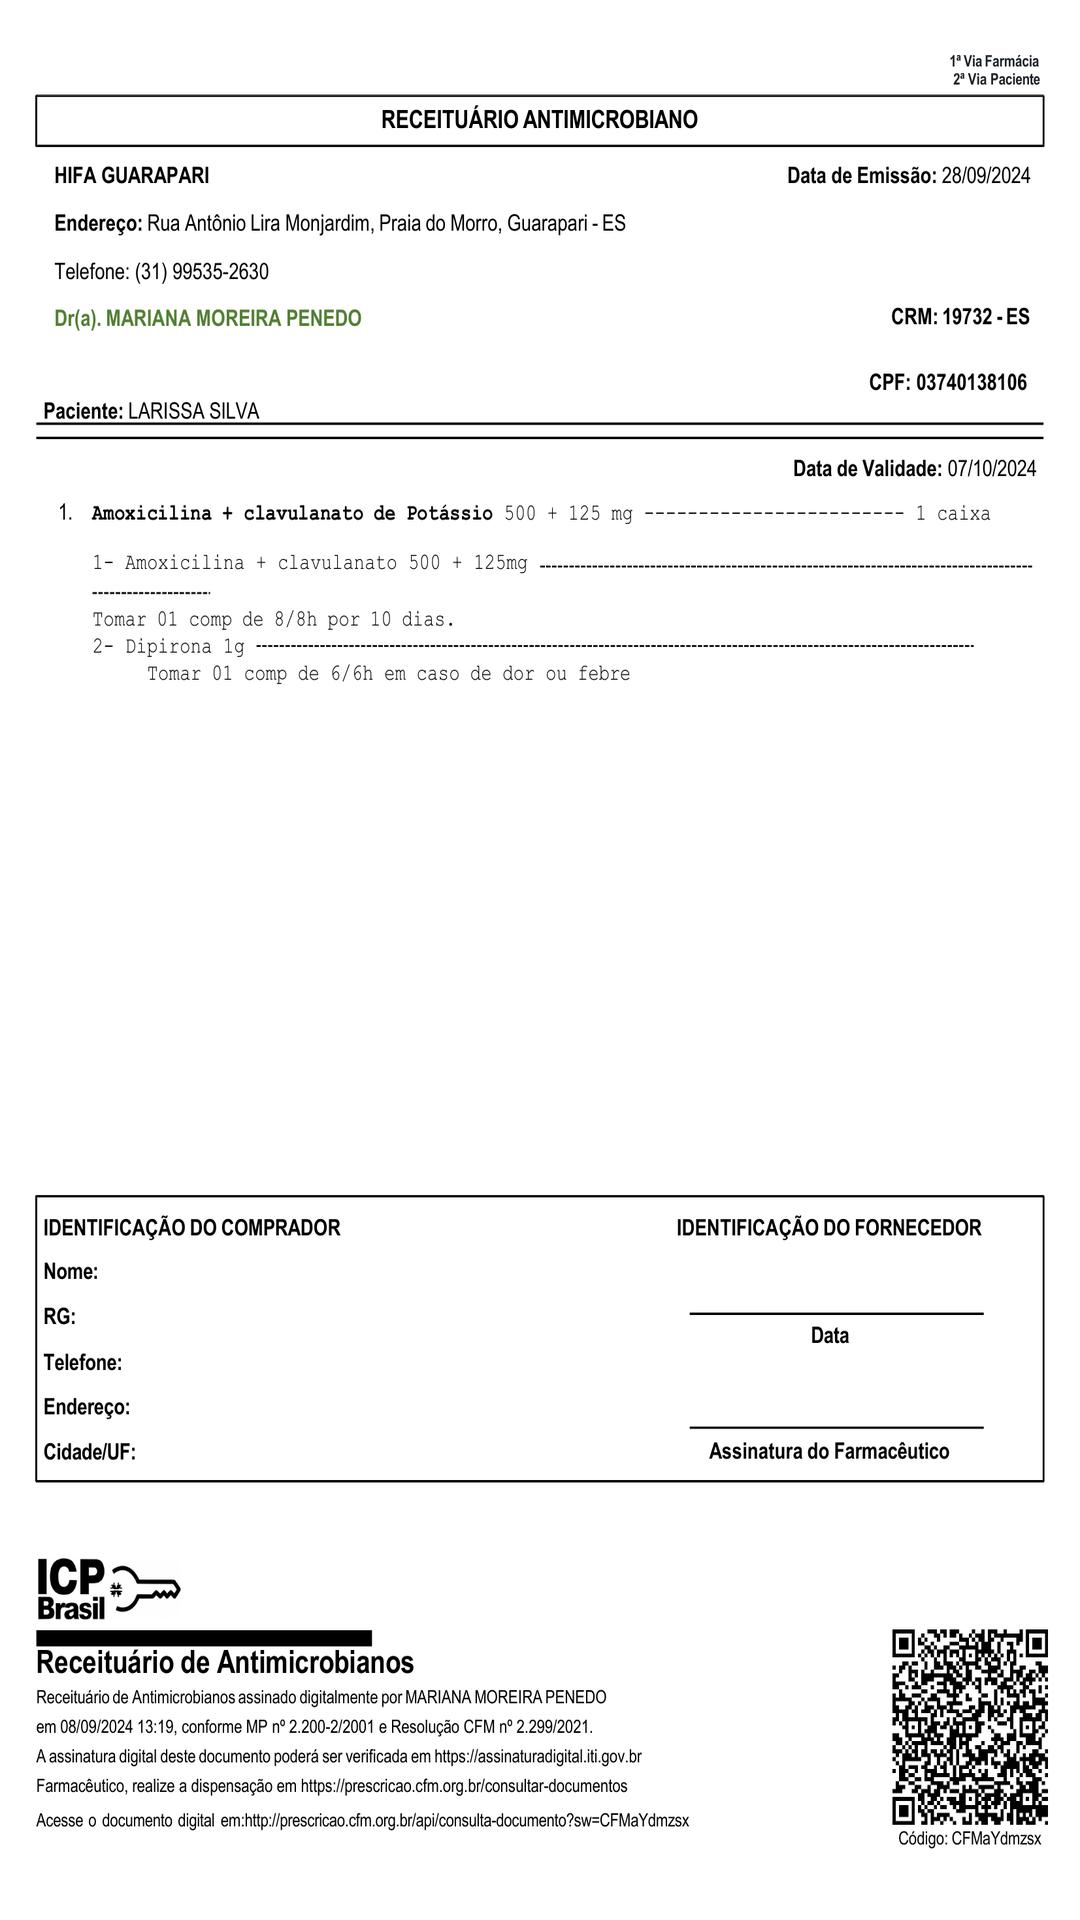 1ª Via Farmácia
2ª Via Paciente
RECEITUÁRIO ANTIMICROBIANO
HIFA GUARAPARI
Data de Emissão: 28/09/2024
Endereço: Rua Antônio Lira Monjardim, Praia do Morro, Guarapari - ES
Telefone: (31) 99535-2630
Dr(a). MARIANA MOREIRA PENEDO
CRM: 19732 - ES
CPF: 03740138106
Paciente: LARISSA SILVA
Data de Validade: 07/10/2024
1. Amoxicilina + clavulanato de Potássio 500 + 125 mg ------------------------ 1 caixa
1- Amoxicilina + clavulanato 500 + 125mg --------------------------------------------------
--------------------
Tomar 01 comp de 8/8h por 10 dias.
2- Dipirona 1g --------------------------------------------------
Tomar 01 comp de 6/6h em caso de dor ou febre
IDENTIFICAÇÃO DO COMPRADOR
Nome:
RG:
Telefone:
Endereço:
Cidade/UF:
IDENTIFICAÇÃO DO FORNECEDOR
Data
Assinatura do Farmacêutico
ICP
Brasil
Receituário de Antimicrobianos
Receituário de Antimicrobianos assinado digitalmente por MARIANA MOREIRA PENEDO
em 08/09/2024 13:19, conforme MP nº 2.200-2/2001 e Resolução CFM nº 2.299/2021.
A assinatura digital deste documento poderá ser verificada em https://assinaturadigital.iti.gov.br
Farmacêutico, realize a dispensação em https://prescricao.cfm.org.br/consultar-documentos
Acesse o documento digital em:http://prescricao.cfm.org.br/api/consulta-documento?sw=CFMaYdmzsx
Código: CFMaYdmzsx